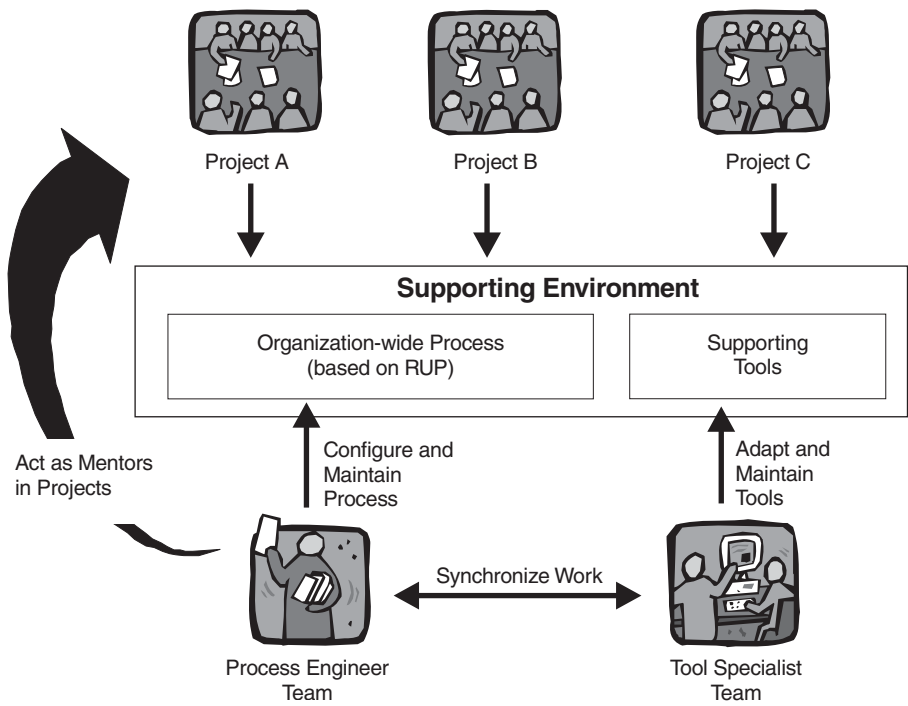 Project A
Project B
Project C
Supporting Environment
Organization-wide Process
(based on RUP)
Supporting
Tools
Act as Mentors
in Projects
Configure and
Maintain
Process
Adapt and
Maintain
Tools
Synchronize Work
Process Engineer
Team
Tool Specialist
Team